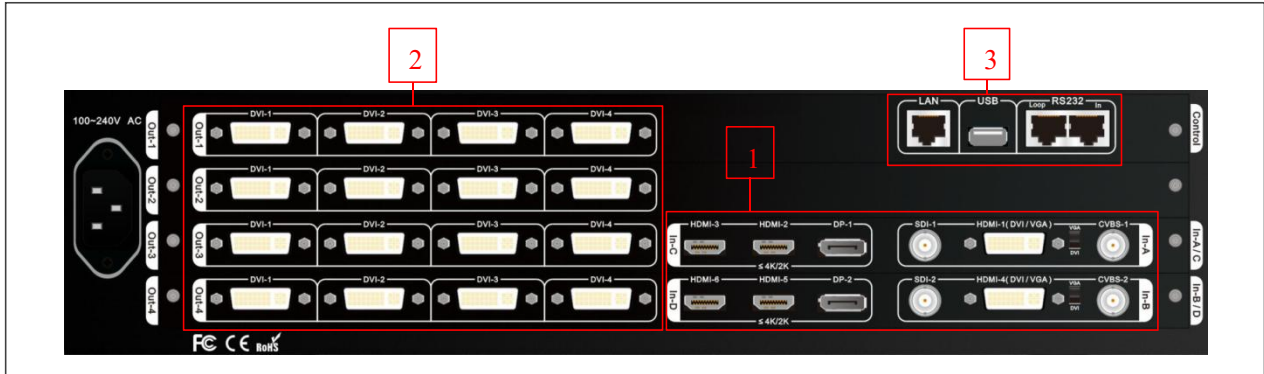 2
3
1
100~240V AC
Out-1
Out-1
DVI-1
DVI-2
DVI-3
DVI-4
LAN
USB
RS232
Loop
In
Control
Out-2
Out-2
DVI-1
DVI-2
DVI-3
DVI-4
Out-3
Out-3
DVI-1
DVI-2
DVI-3
DVI-4
In-C
HDMI-3
HDMI-2
DP-1
≤4K/2K
SDI-1
HDMI-1(DVI/VGA)
VGA
DVI
CVBS-1
In-A
In-A/C
Out-4
Out-4
DVI-1
DVI-2
DVI-3
DVI-4
In-D
HDMI-6
HDMI-5
DP-2
≤4K/2K
SDI-2
HDMI-4(DVI/VGA)
VGA
DVI
CVBS-2
In-B
In-B/D
FC CE RoHS